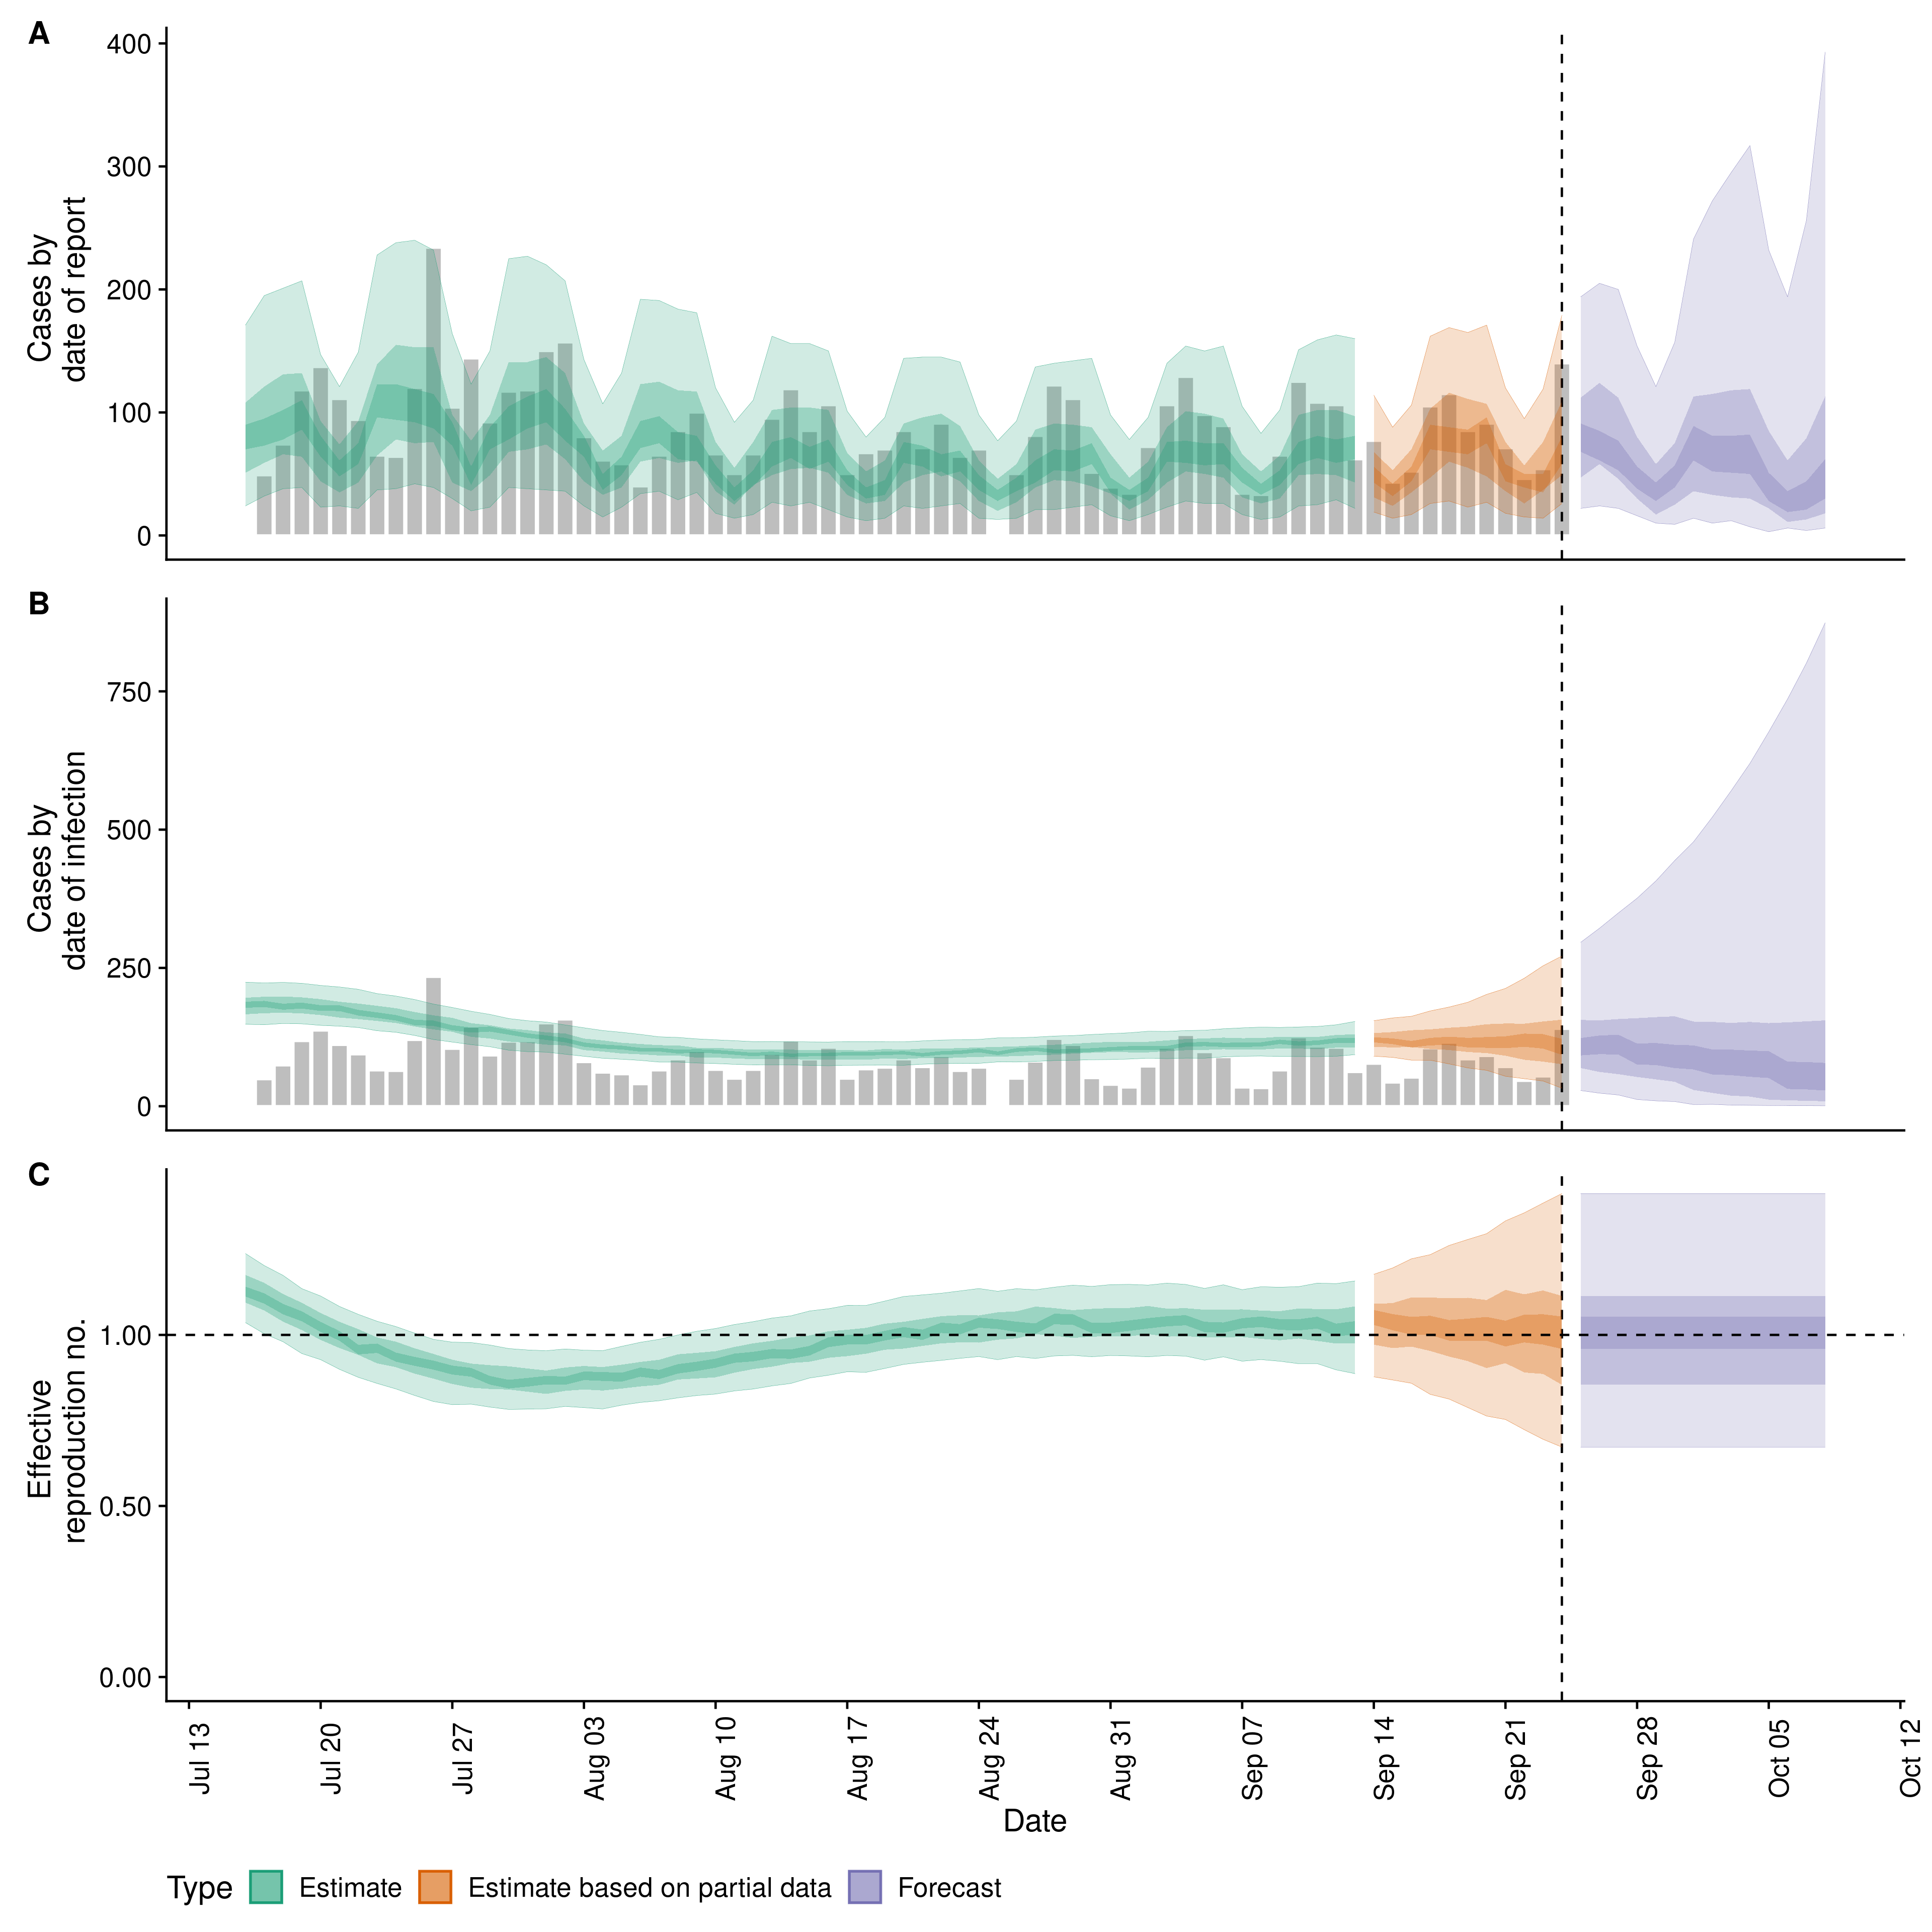 A
Cases by
date of report
400
300
200
100
0
B
Cases by
date of infection
750
500
250
0
C
Effective
reproduction no.
1.00
0.50
0.00
Jul 13
Jul 20
Jul 27
Aug 03
Aug 10
Aug 17
Aug 24
Aug 31
Sep 07
Sep 14
Sep 21
Sep 28
Oct 05
Oct 12
Date
Type Estimate Estimate based on partial data Forecast